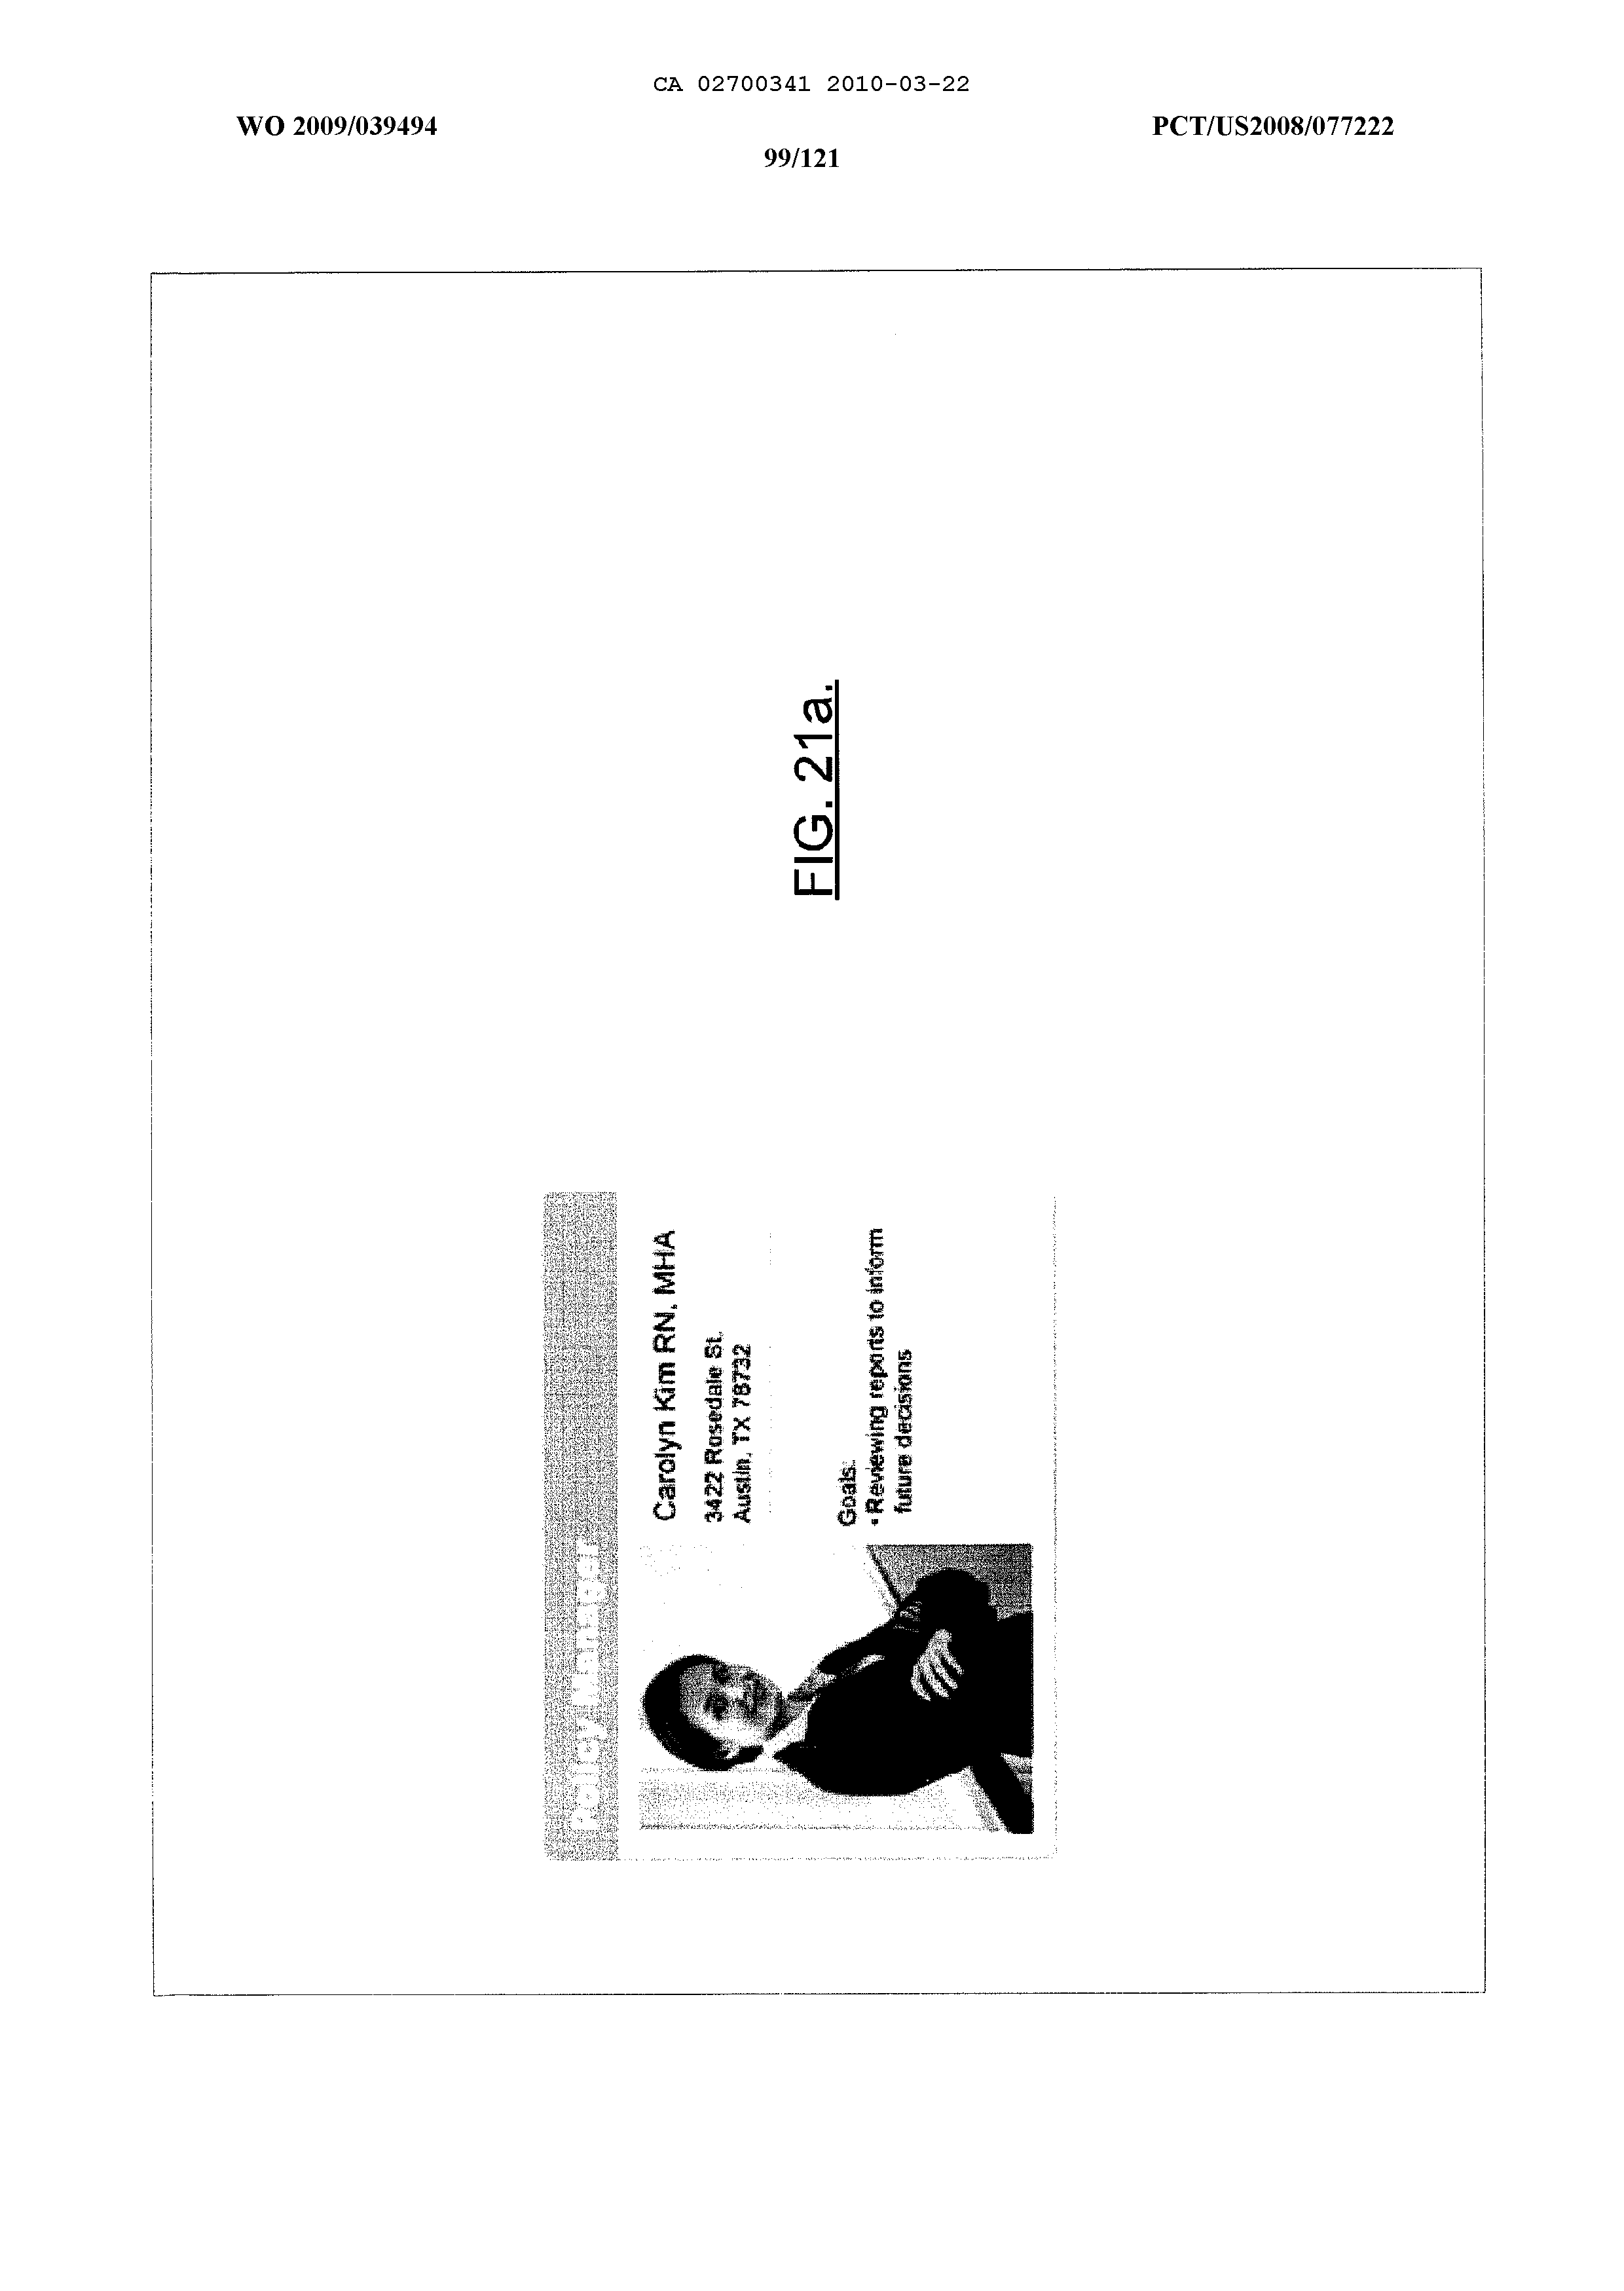 CA 02700341 2010-03-22
WO 2009/039494
PCT/US2008/077222
99/121
FIG. 21a.
Policy Manager
Carolyn Kim RN, MHA
3422 Rosedale St.
Austin, TX 78732
Goals:
• Reviewing reports to inform
future decisions